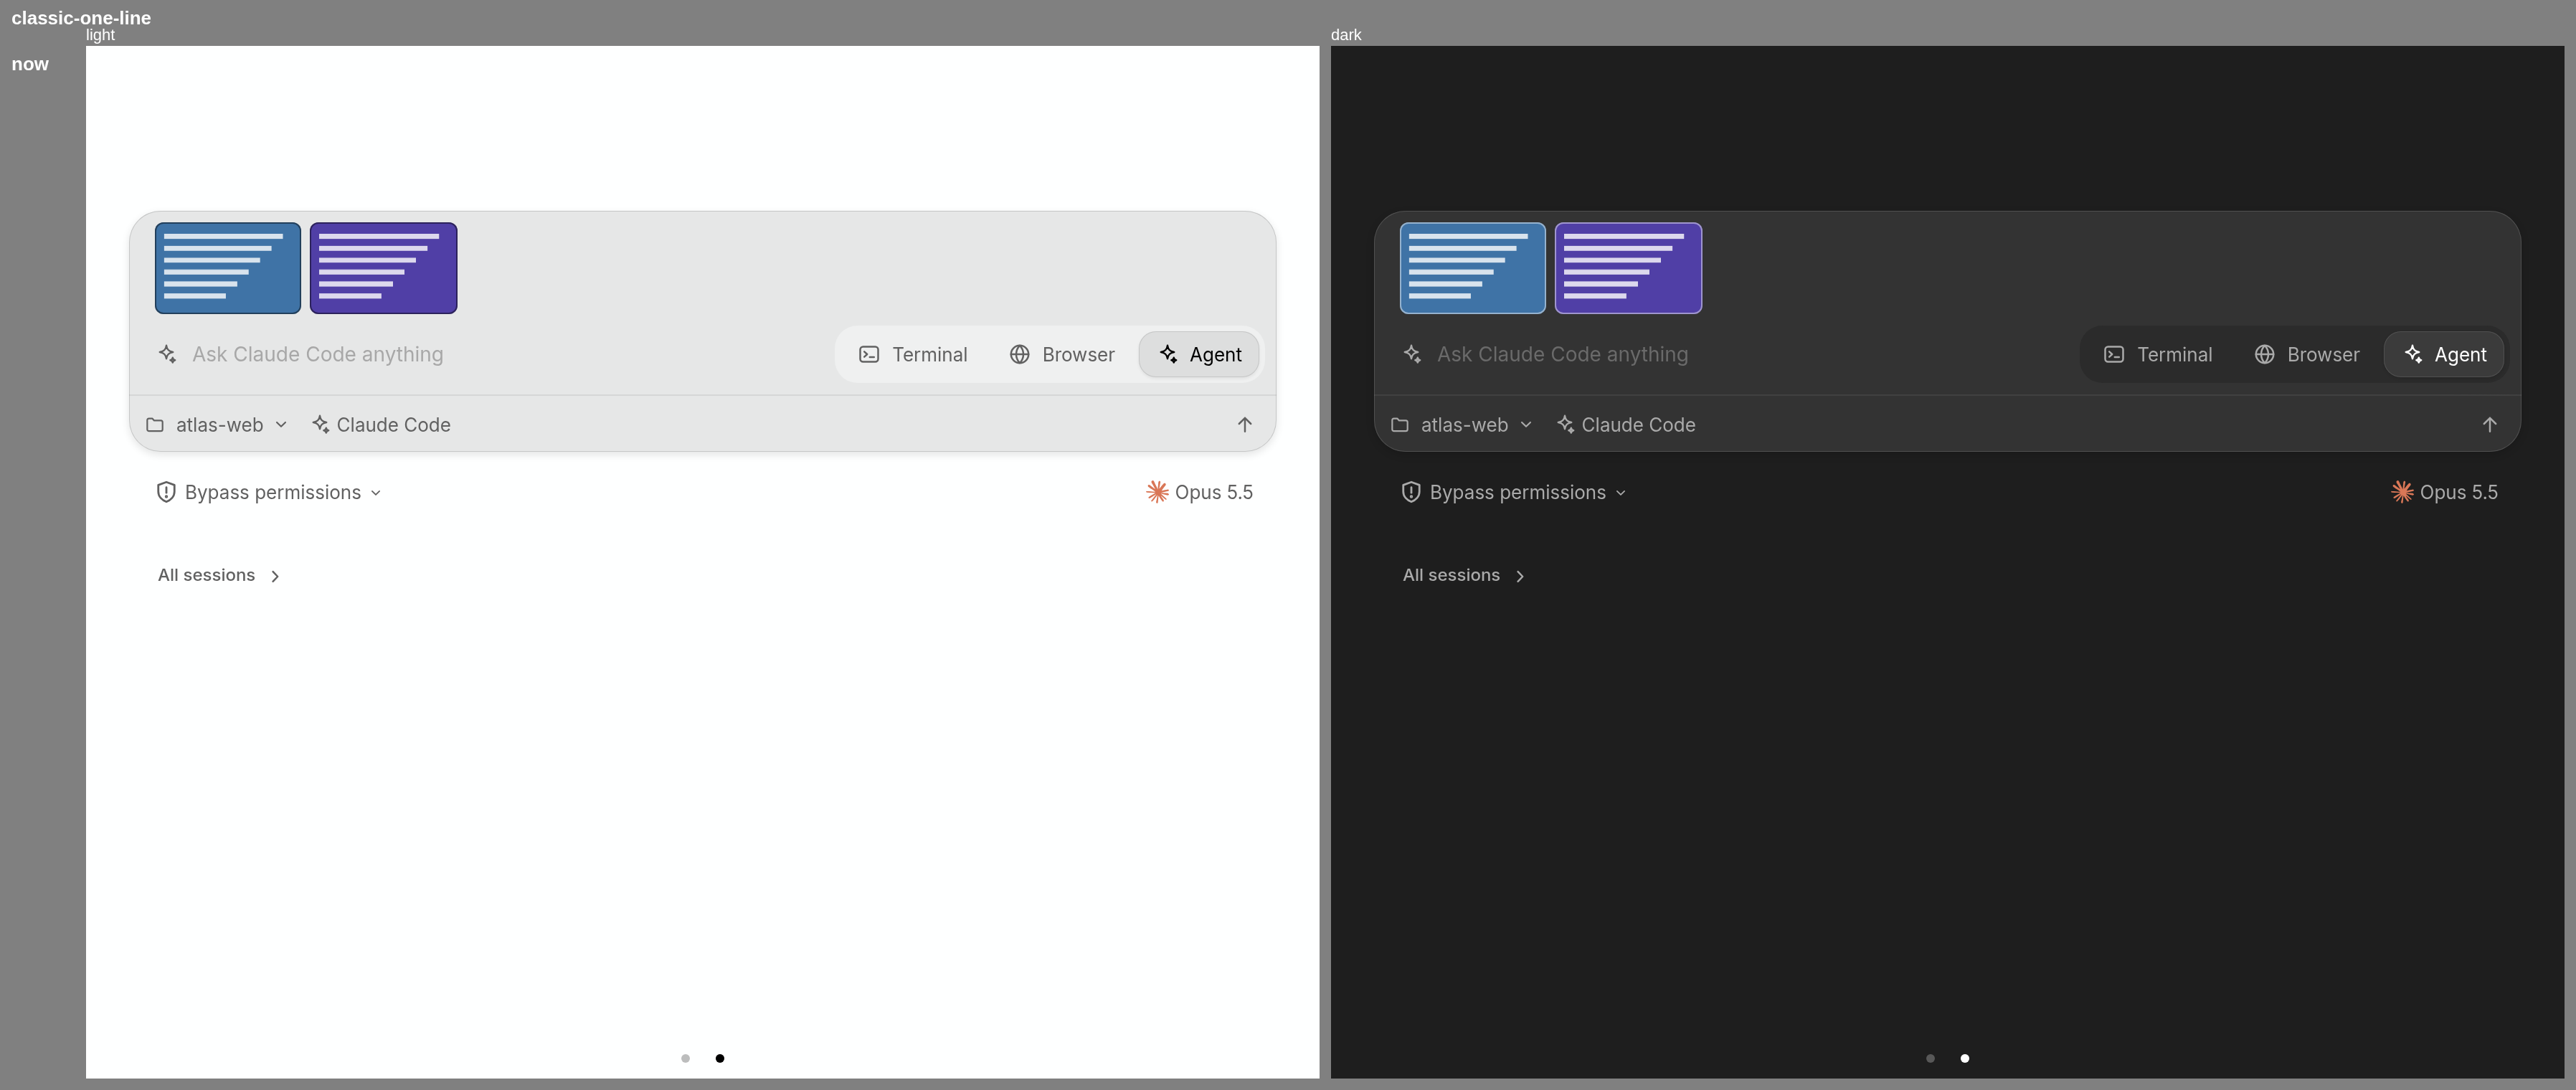 classic-one-line
light
dark
now
Ask Claude Code anything
Terminal
Browser
Agent
atlas-web
Claude Code
Bypass permissions
Opus 5.5
All sessions
Ask Claude Code anything
Terminal
Browser
Agent
atlas-web
Claude Code
Bypass permissions
Opus 5.5
All sessions